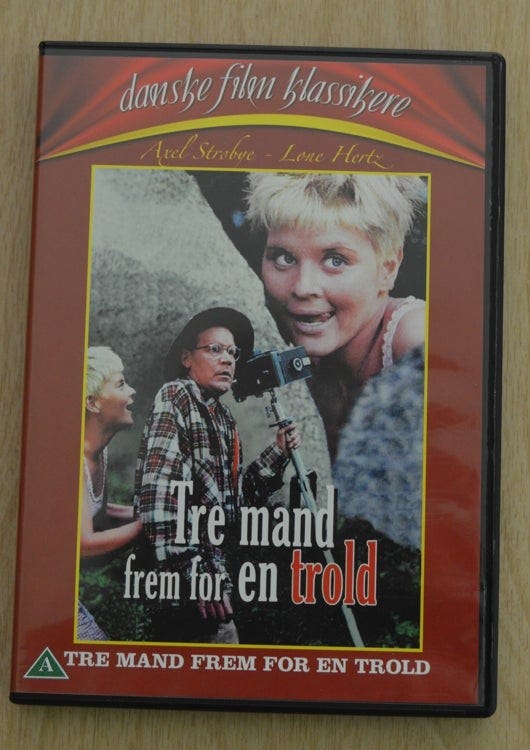 danske film klassikere
Axel Strøbye - Lone Hertz
Tre mand
frem for en trold
A TRE MAND FREM FOR EN TROLD